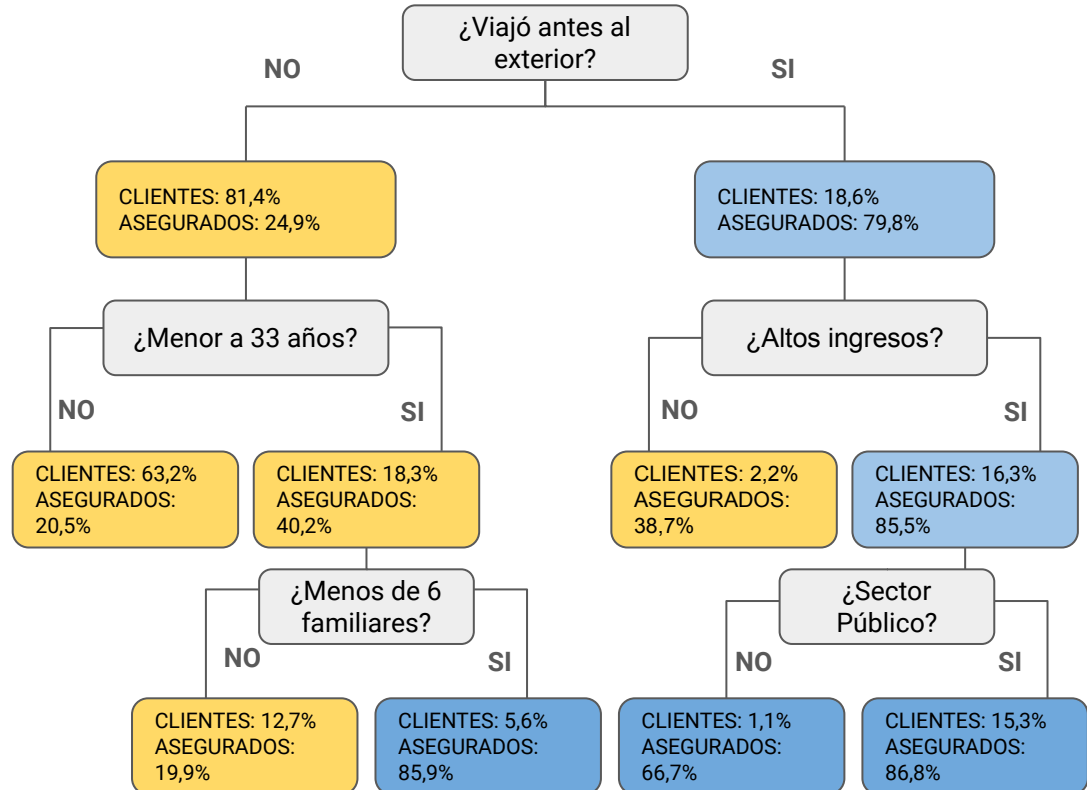 ¿Viajó antes al
exterior?
NO
SI
CLIENTES: 81,4%
ASEGURADOS: 24,9%
CLIENTES: 18,6%
ASEGURADOS: 79,8%
¿Menor a 33 años?
¿Altos ingresos?
NO
SI
NO
SI
CLIENTES: 63,2%
ASEGURADOS:
20,5%
CLIENTES: 18,3%
ASEGURADOS:
40,2%
CLIENTES: 2,2%
ASEGURADOS:
38,7%
CLIENTES: 16,3%
ASEGURADOS:
85,5%
¿Menos de 6
familiares?
¿Sector
Público?
NO
SI
NO
SI
CLIENTES: 12,7%
ASEGURADOS:
19,9%
CLIENTES: 5,6%
ASEGURADOS:
85,9%
CLIENTES: 1,1%
ASEGURADOS:
66,7%
CLIENTES: 15,3%
ASEGURADOS:
86,8%